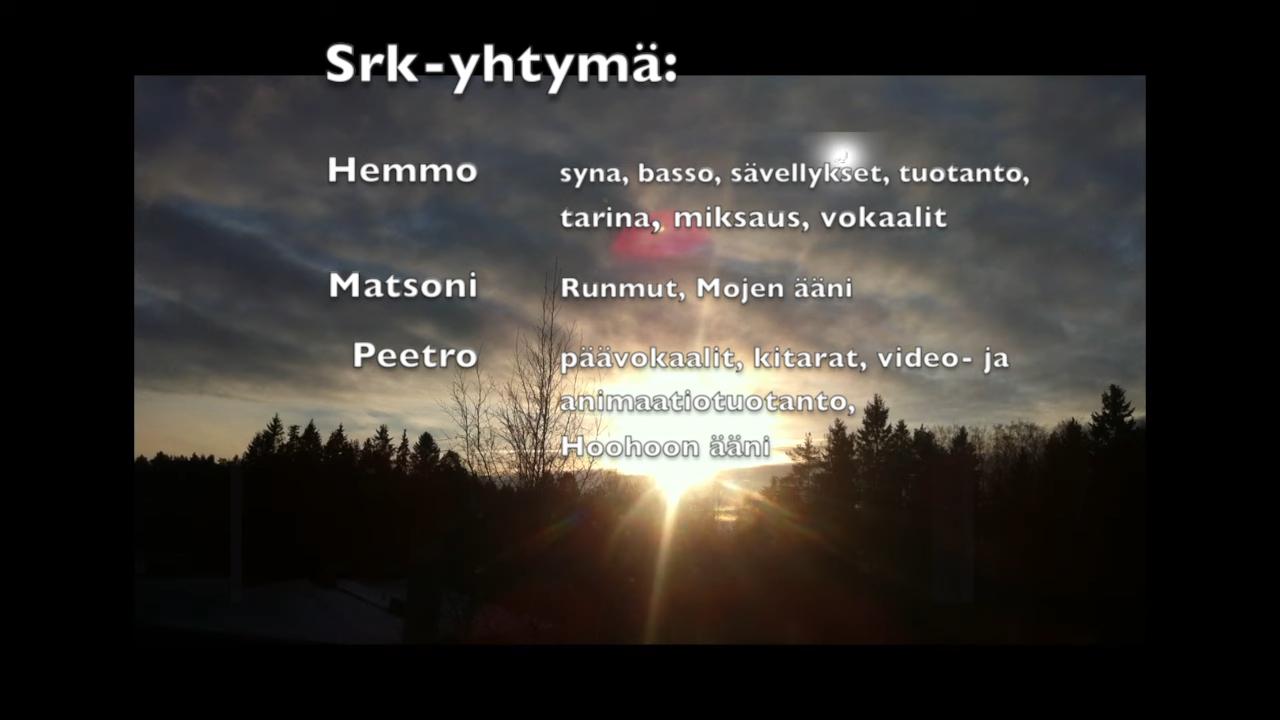 Srk-yhtymä:
Hemmo syna, basso, sävellykset, tuotanto,
tarina, miksaus, vokaalit
Matsoni Runmut, Mojen ääni
Peetro päävokaalit, kitarat, video- ja
animaatiotuotanto,
Hoohoon ääni